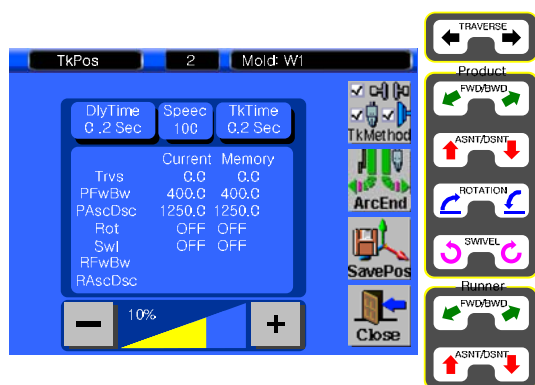 TkPos 2 Mold: W1
DlyTime Speec TkTime
0.2 Sec 100 0.2 Sec
Current Memory
Trvs 0.0 0.0
PFwBw 400.0 400.0
PAscDsc 1250.0 1250.0
Rot OFF OFF
Swl OFF OFF
RFwBw
RAscDsc
10%
TkMethod
ArcEnd
SavePos
Close
TRAVERSE
Product
FWD/BWD
ASNT/DSNT
ROTATION
SWIVEL
Runner
FWD/BWD
ASNT/DSNT